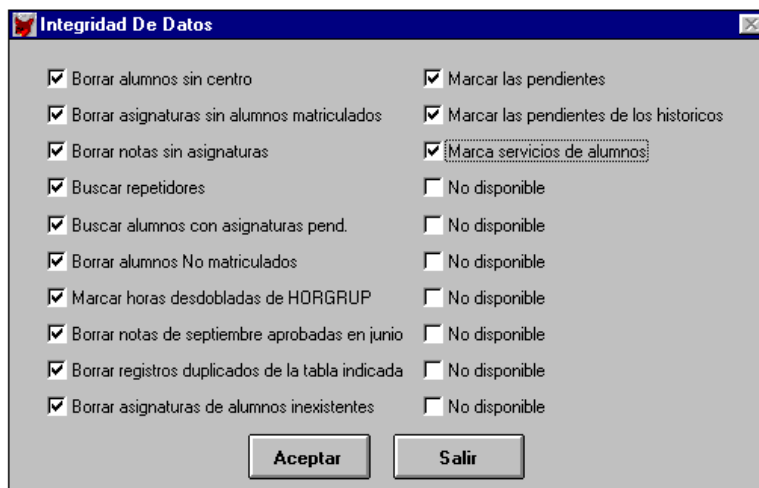 Integridad De Datos
Borrar alumnos sin centro
Borrar asignaturas sin alumnos matriculados
Borrar notas sin asignaturas
Buscar repetidores
Buscar alumnos con asignaturas pend.
Borrar alumnos No matriculados
Marcar horas desdobladas de HORGRUP
Borrar notas de septiembre aprobadas en junio
Borrar registros duplicados de la tabla indicada
Borrar asignaturas de alumnos inexistentes
Marcar las pendientes
Marcar las pendientes de los historicos
Marca servicios de alumnos
No disponible
No disponible
No disponible
No disponible
No disponible
No disponible
No disponible
Aceptar
Salir